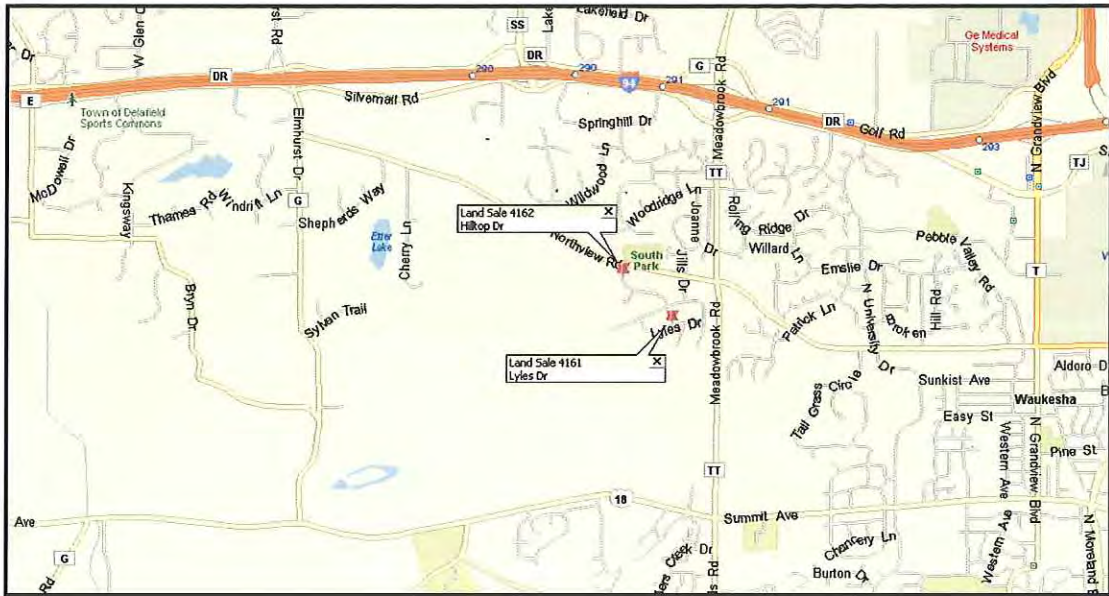 Lakefield Dr
W Glen C
rst Rd
SS
Lake
G
Ge Medical
Systems
DR
DR
290
290
94
291
291
E
Town of Delafield
Sports Commons
Silvernail Rd
Springhill Dr
Meadowbrook Rd
DR
Golf Rd
293
N Grandview Blvd
TJ
McDowell Dr
Kingsway
Thames Rd
Windrift Ln
Elmhurst Dr
G
Shepherds Way
Etter
Lake
Cherry Ln
Wildwood Ln
Woodridge Ln
TT
Land Sale 4162
Hilltop Dr
Northview Rd
South
Park
Joanne Dr
Jills Dr
Rolling Ridge Dr
Willard Ln
Emslie Dr
Pebble Valley Rd
T
Bryn Dr
Sylvan Trail
Lyles Dr
Land Sale 4161
Lyles Dr
Meadowbrook Rd
Patrick Ln
N University Dr
Broken
Hill Rd
Tall Grass Circle
Sunkist Ave
Aldoro D
Waukesha
Easy St
Western Ave
N Grandview Blvd
Pine St
TT
18
Ave
G
Rd
Summit Ave
Creek Dr
Chancery Ln
Burton Dr
Western Ave
N Moreland B